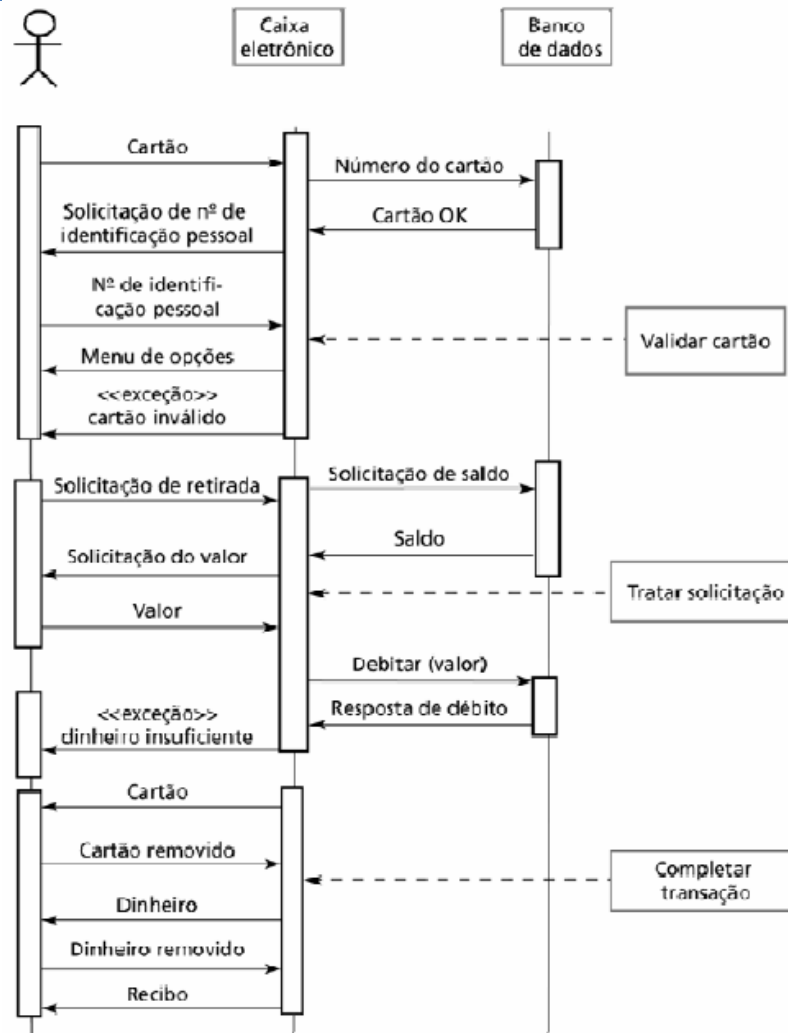 Caixa
eletrônico
Banco
de dados
Cartão
Número do cartão
Cartão OK
Solicitação de nº de
identificação pessoal
Nº de identifi-
cação pessoal
Validar cartão
Menu de opções
<<exceção>>
cartão inválido
Solicitação de retirada
Solicitação de saldo
Saldo
Solicitação do valor
Tratar solicitação
Valor
Debitar (valor)
Resposta de débito
<<exceção>>
dinheiro insuficiente
Cartão
Cartão removido
Completar
transação
Dinheiro
Dinheiro removido
Recibo